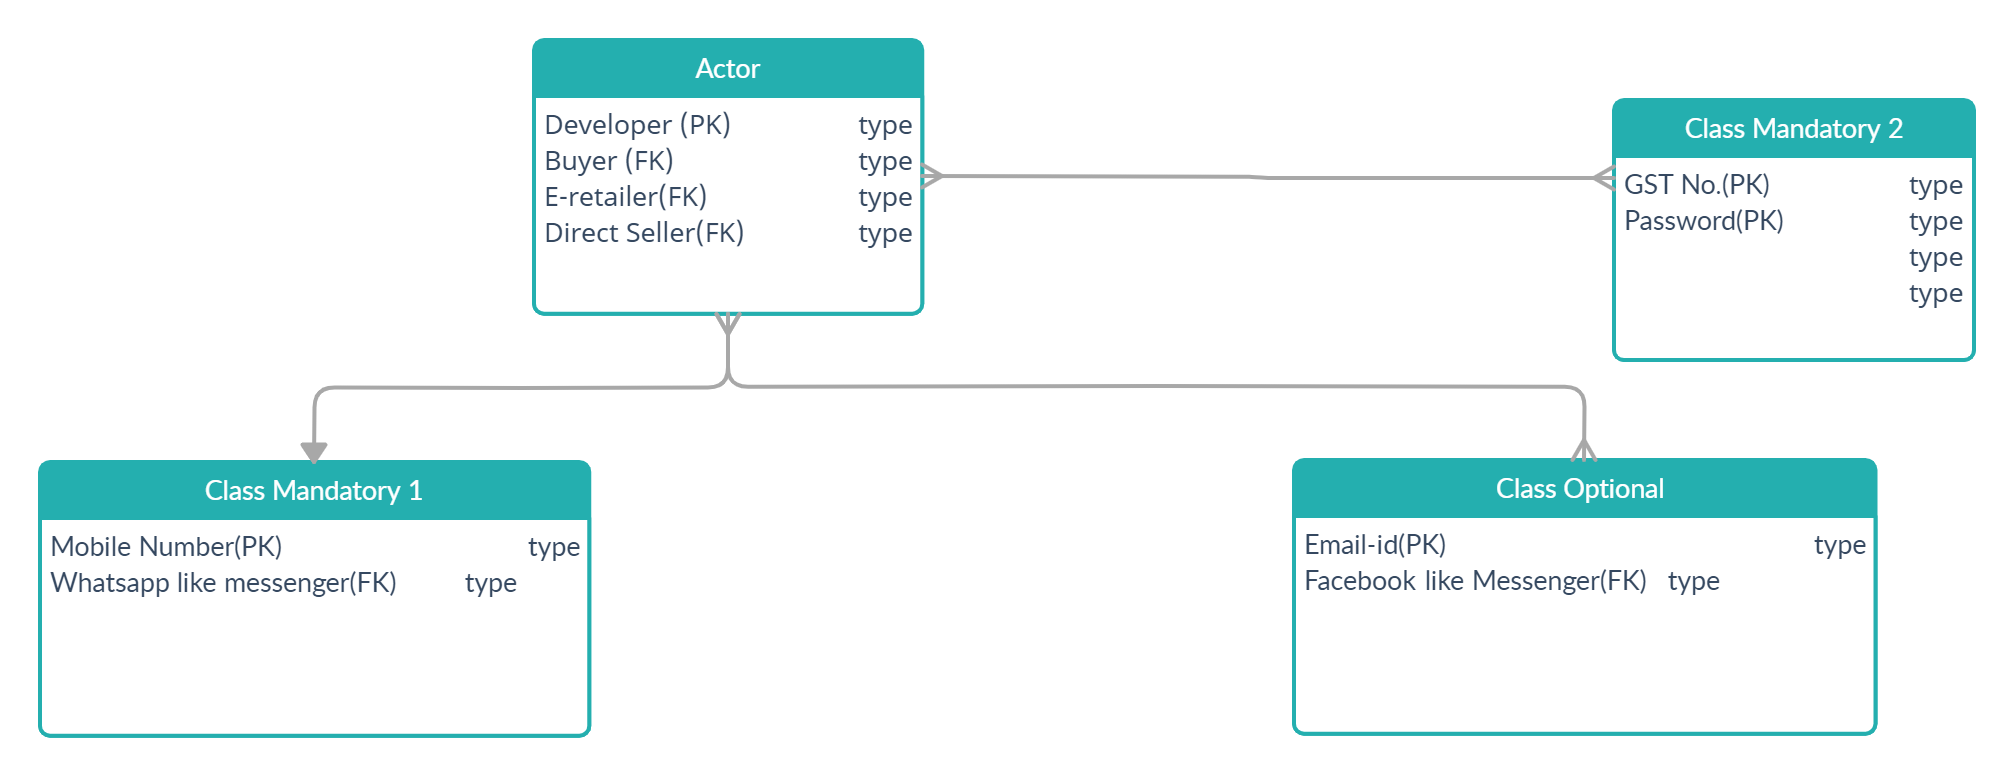 Actor
Developer (PK) type
Buyer (FK) type
E-retailer(FK) type
Direct Seller(FK) type
Class Mandatory 2
GST No.(PK) type
Password(PK) type
type
type
Class Mandatory 1
Mobile Number(PK) type
Whatsapp like messenger(FK) type
Class Optional
Email-id(PK) type
Facebook like Messenger(FK) type